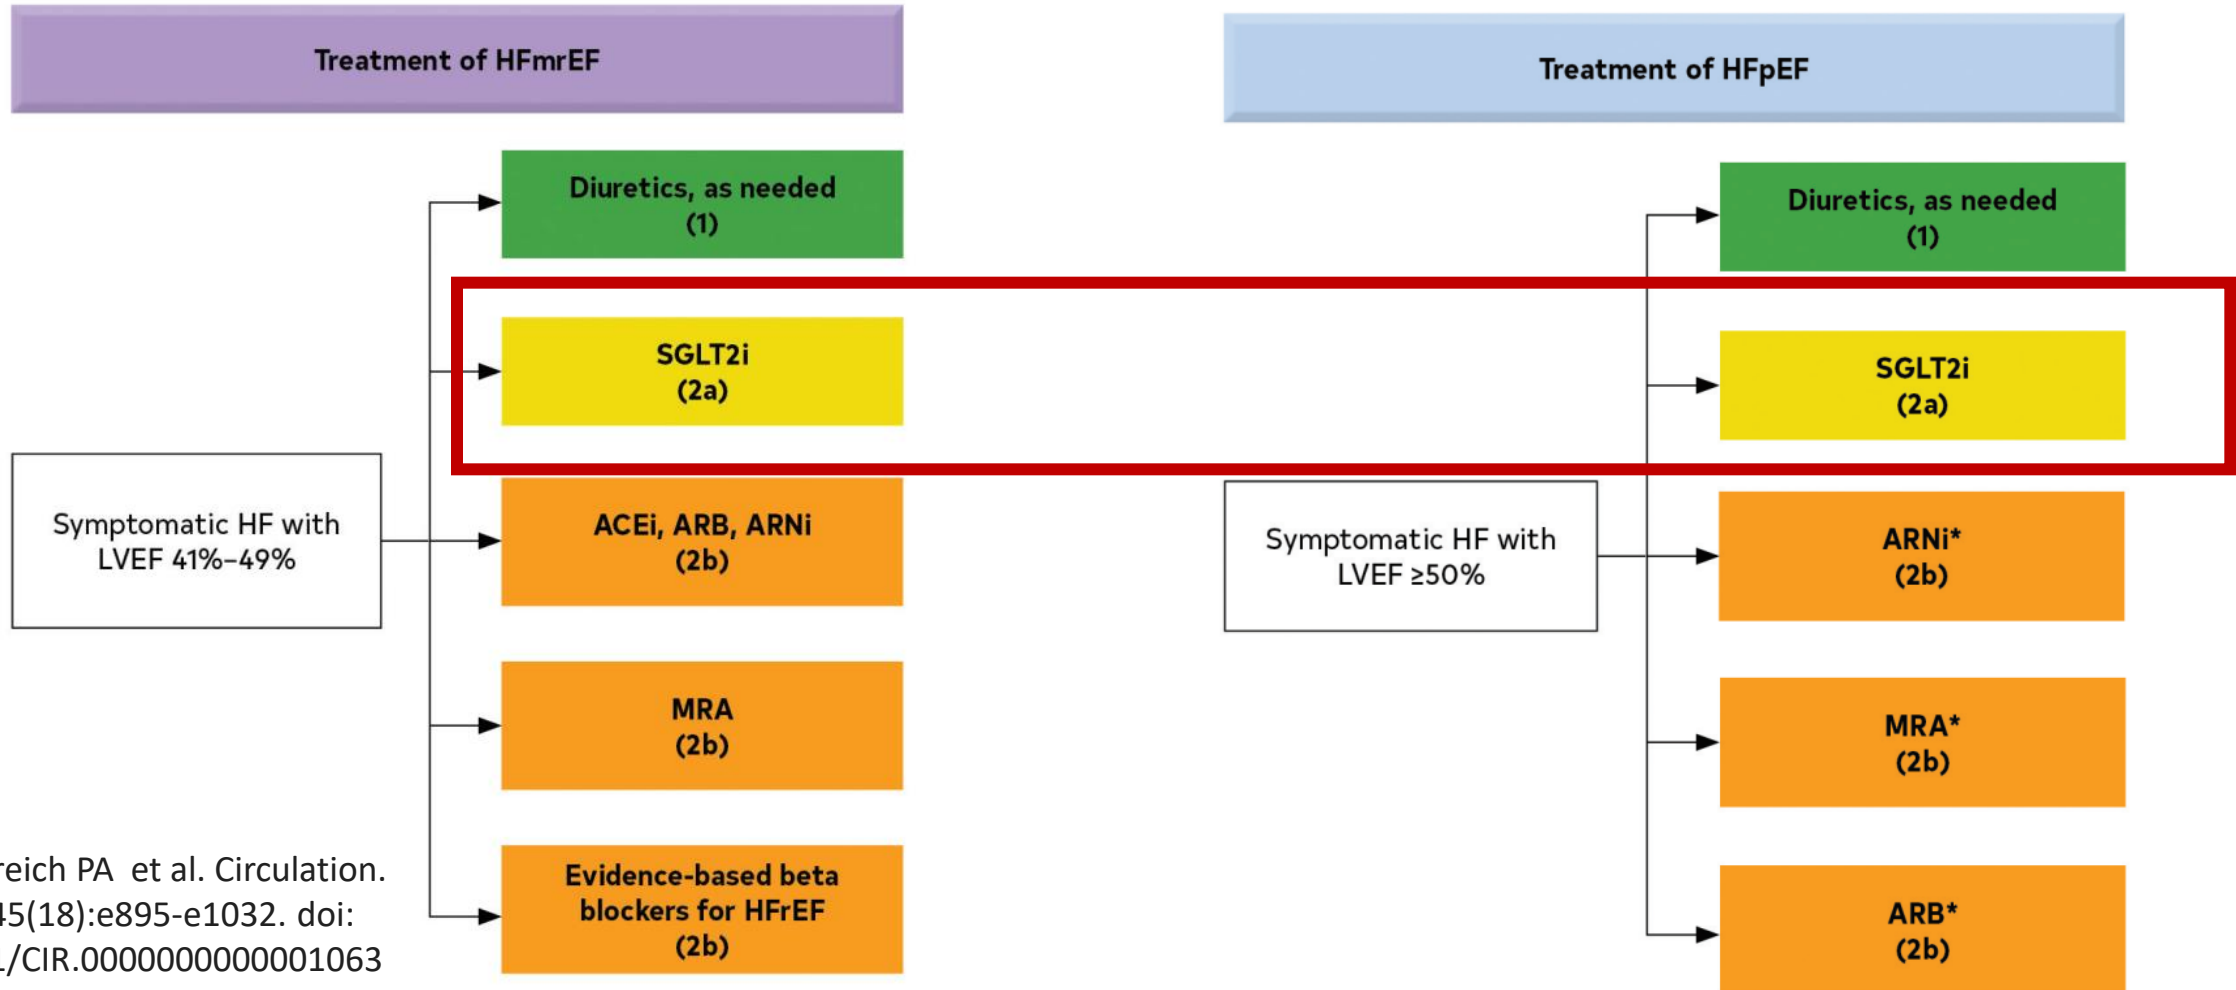 Treatment of HFmrEF
Diuretics, as needed
(1)
SGLT2i
(2a)
Symptomatic HF with
LVEF 41%–49%
ACEi, ARB, ARNi
(2b)
MRA
(2b)
Evidence-based beta
blockers for HFrEF
(2b)
reich PA  et al. Circulation.
45(18):e895-e1032. doi:
/CIR.0000000000001063
Treatment of HFpEF
Diuretics, as needed
(1)
SGLT2i
(2a)
Symptomatic HF with
LVEF ≥50%
ARNi*
(2b)
MRA*
(2b)
ARB*
(2b)